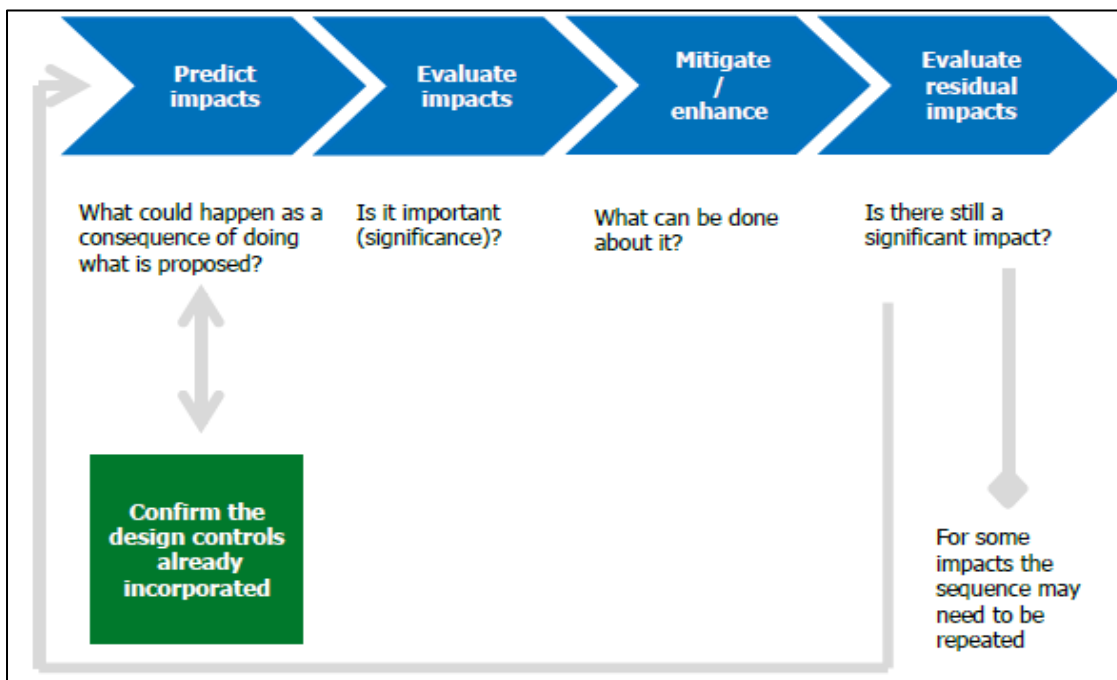 Predict
impacts
Evaluate
impacts
Mitigate
/
enhance
Evaluate
residual
impacts
What could happen as a
consequence of doing
what is proposed?
Is it important
(significance)?
What can be done
about it?
Is there still a
significant impact?
Confirm the
design controls
already
incorporated
For some
impacts the
sequence may
need to be
repeated